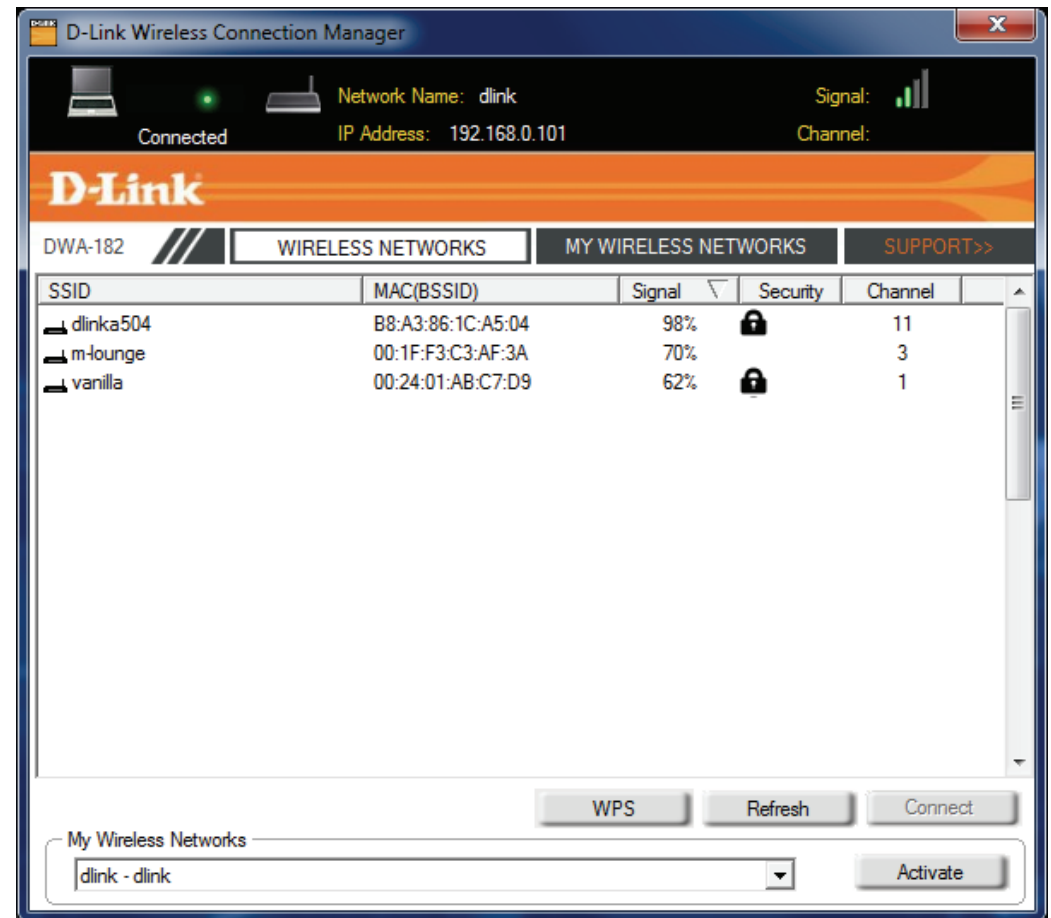 D-Link Wireless Connection Manager
Network Name: dlink Signal:
Connected IP Address: 192.168.0.101 Channel:
D-Link
DWA-182 WIRELESS NETWORKS MY WIRELESS NETWORKS SUPPORT>>
SSID MAC(BSSID) Signal Security Channel
dlinka504 B8:A3:86:1C:A5:04 98% 11
m-lounge 00:1F:F3:C3:AF:3A 70% 3
vanilla 00:24:01:AB:C7:D9 62% 1
WPS Refresh Connect
My Wireless Networks
dlink - dlink Activate